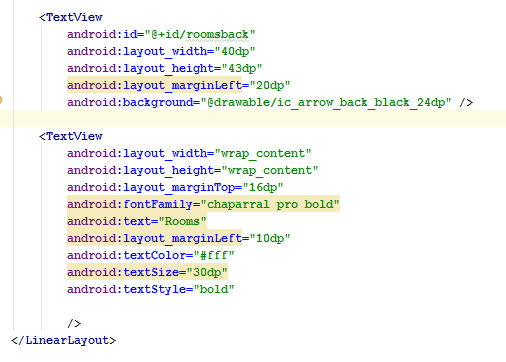 <TextView
android:id="@+id/roomsback"
android:layout_width="40dp"
android:layout_height="43dp"
android:layout_marginLeft="20dp"
android:background="@drawable/ic_arrow_back_black_24dp" />
<TextView
android:layout_width="wrap_content"
android:layout_height="wrap_content"
android:layout_marginTop="16dp"
android:fontFamily="chaparral pro bold"
android:text="Rooms"
android:layout_marginLeft="10dp"
android:textColor="#fff"
android:textSize="30dp"
android:textStyle="bold"
/>
</LinearLayout>